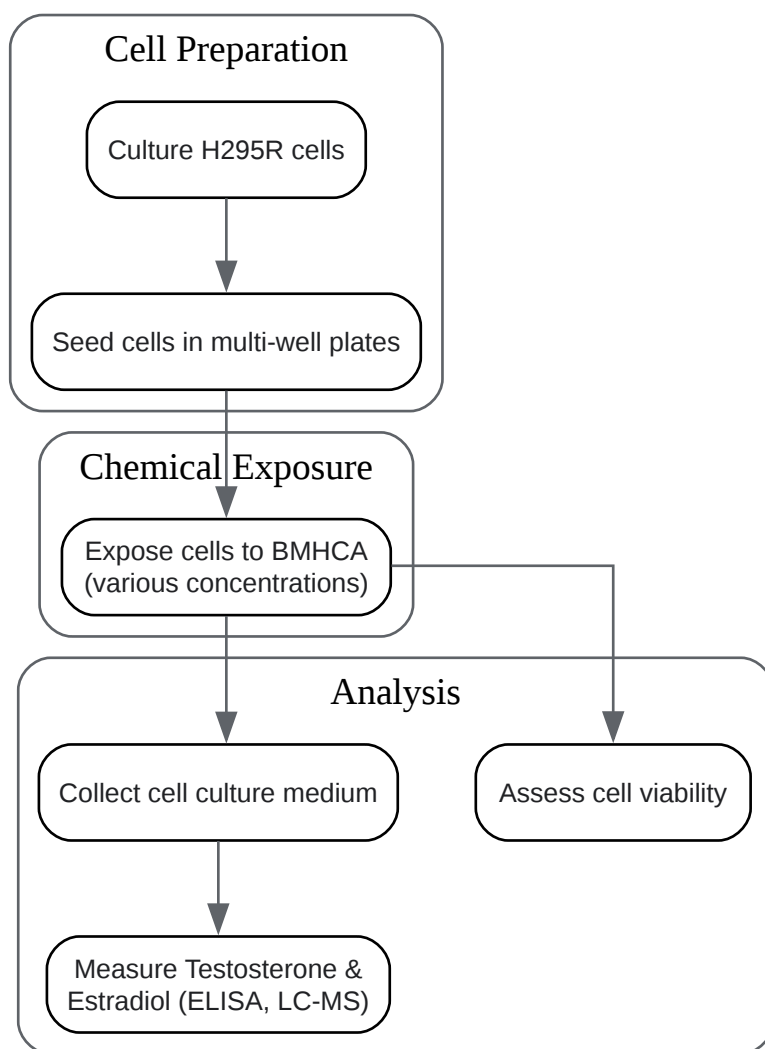 Cell Preparation
Culture H295R cells
Seed cells in multi-well plates
Chemical Exposure
Expose cells to BMHCA
(various concentrations)
Analysis
Collect cell culture medium
Assess cell viability
Measure Testosterone &
Estradiol (ELISA, LC-MS)